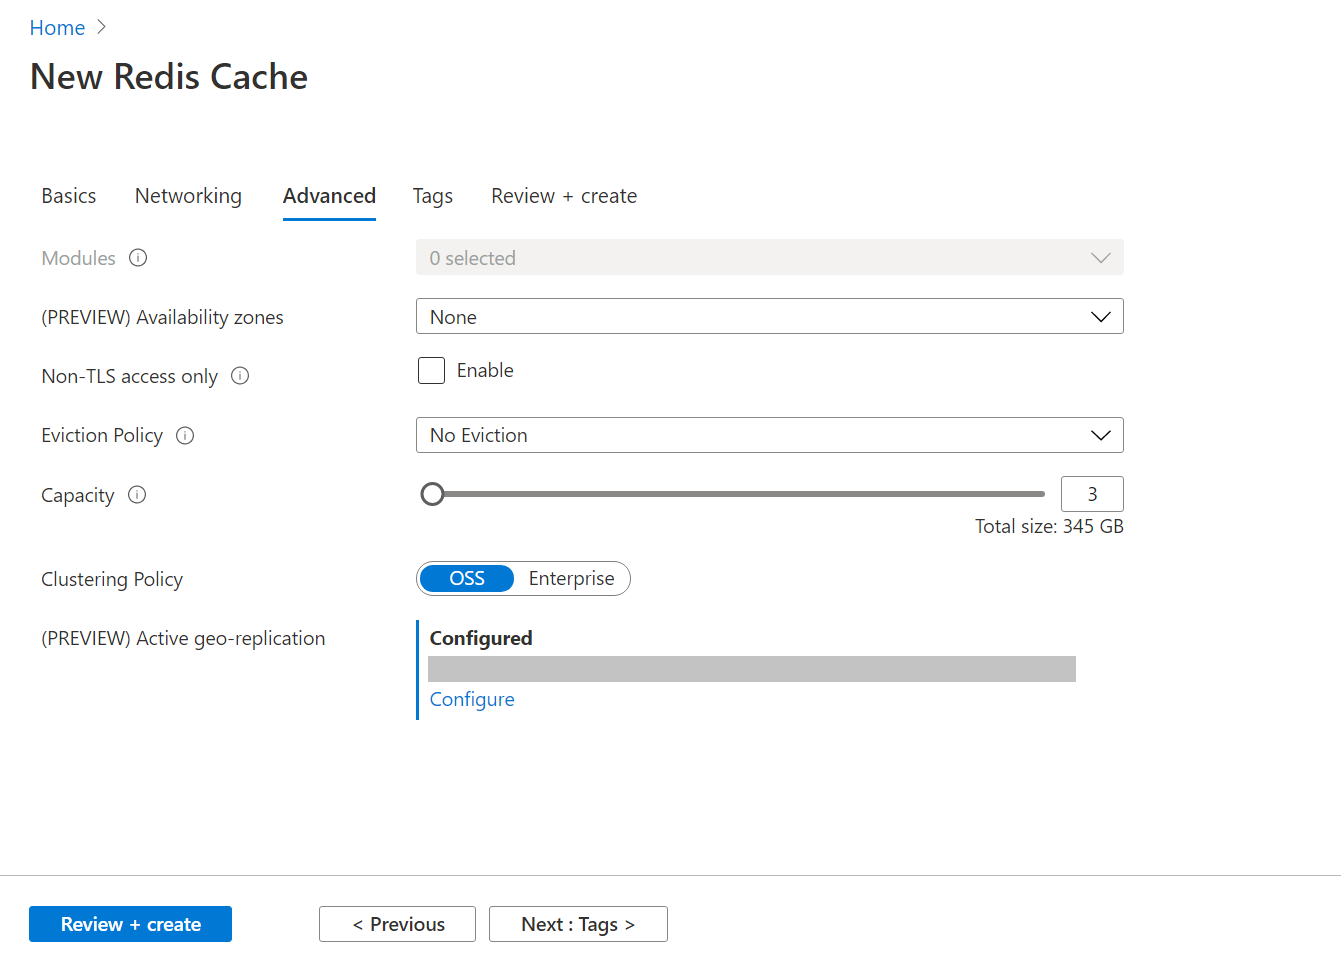 Home >
New Redis Cache
Basics Networking Advanced Tags Review + create
Modules 0 selected
(PREVIEW) Availability zones None
Non-TLS access only Enable
Eviction Policy No Eviction
Capacity 3
Total size: 345 GB
Clustering Policy OSS Enterprise
(PREVIEW) Active geo-replication Configured
Configure
Review + create < Previous Next : Tags >